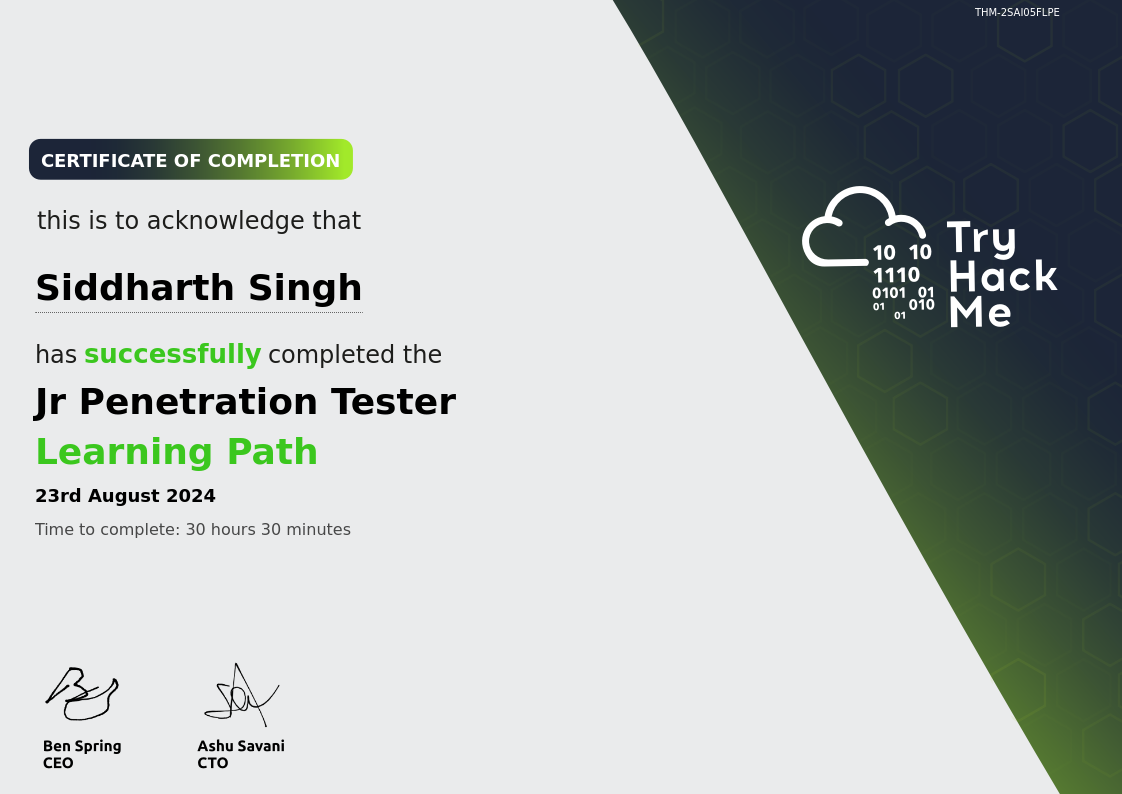 THM-2SAI05FLPE
CERTIFICATE OF COMPLETION
this is to acknowledge that
Siddharth Singh
has successfully completed the
Jr Penetration Tester
Learning Path
23rd August 2024
Time to complete: 30 hours 30 minutes
10 10
1110
0101 01
01 010
01
Try
Hack
Me
Ben Spring
CEO
Ashu Savani
CTO